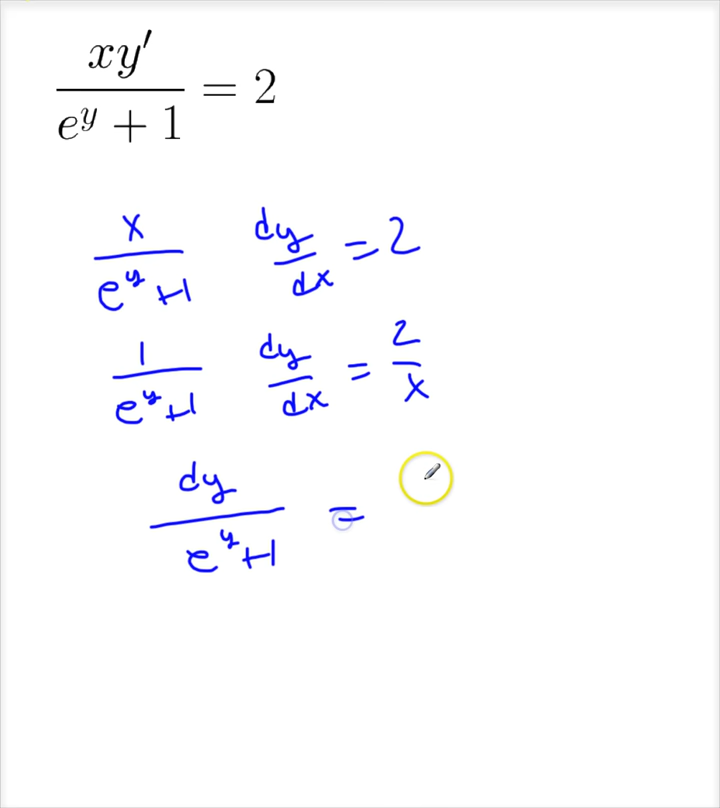 xy′/(e^y + 1) = 2
x/(e^y+1) dy/dx = 2
1/(e^y+1) dy/dx = 2/x
dy/(e^y+1) =